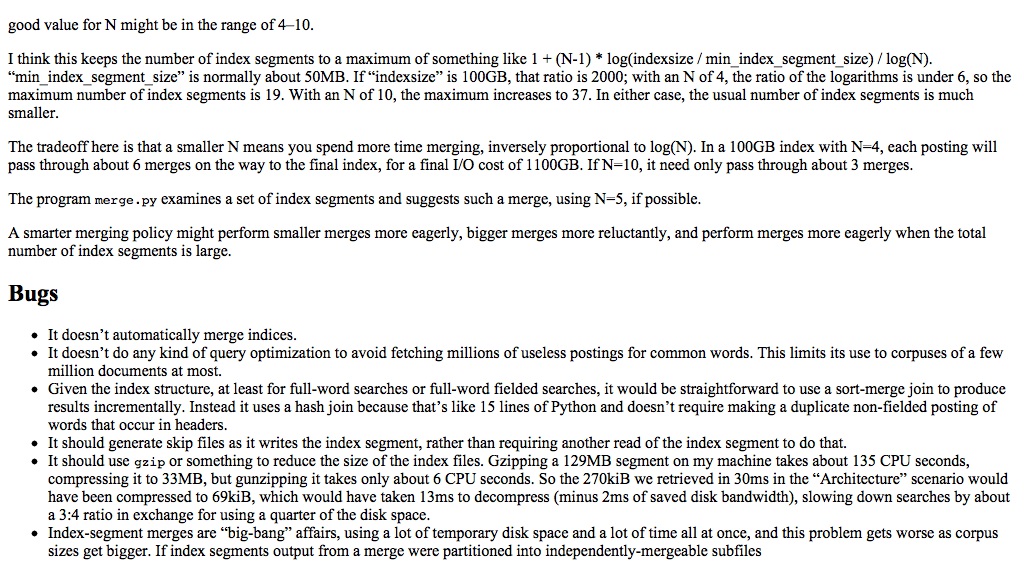 good value for N might be in the range of 4–10.
I think this keeps the number of index segments to a maximum of something like 1 + (N-1) * log(indexsize / min_index_segment_size) / log(N).
“min_index_segment_size” is normally about 50MB. If “indexsize” is 100GB, that ratio is 2000; with an N of 4, the ratio of the logarithms is under 6, so the
maximum number of index segments is 19. With an N of 10, the maximum increases to 37. In either case, the usual number of index segments is much
smaller.
The tradeoff here is that a smaller N means you spend more time merging, inversely proportional to log(N). In a 100GB index with N=4, each posting will
pass through about 6 merges on the way to the final index, for a final I/O cost of 1100GB. If N=10, it need only pass through about 3 merges.
The program merge.py examines a set of index segments and suggests such a merge, using N=5, if possible.
A smarter merging policy might perform smaller merges more eagerly, bigger merges more reluctantly, and perform merges more eagerly when the total
number of index segments is large.
Bugs
• It doesn’t automatically merge indices.
• It doesn’t do any kind of query optimization to avoid fetching millions of useless postings for common words. This limits its use to corpuses of a few
million documents at most.
• Given the index structure, at least for full-word searches or full-word fielded searches, it would be straightforward to use a sort-merge join to produce
results incrementally. Instead it uses a hash join because that’s like 15 lines of Python and doesn’t require making a duplicate non-fielded posting of
words that occur in headers.
• It should generate skip files as it writes the index segment, rather than requiring another read of the index segment to do that.
• It should use gzip or something to reduce the size of the index files. Gzipping a 129MB segment on my machine takes about 135 CPU seconds,
compressing it to 33MB, but gunzipping it takes only about 6 CPU seconds. So the 270kiB we retrieved in 30ms in the “Architecture” scenario would
have been compressed to 69kiB, which would have taken 13ms to decompress (minus 2ms of saved disk bandwidth), slowing down searches by about
a 3:4 ratio in exchange for using a quarter of the disk space.
• Index-segment merges are “big-bang” affairs, using a lot of temporary disk space and a lot of time all at once, and this problem gets worse as corpus
sizes get bigger. If index segments output from a merge were partitioned into independently-mergeable subfiles